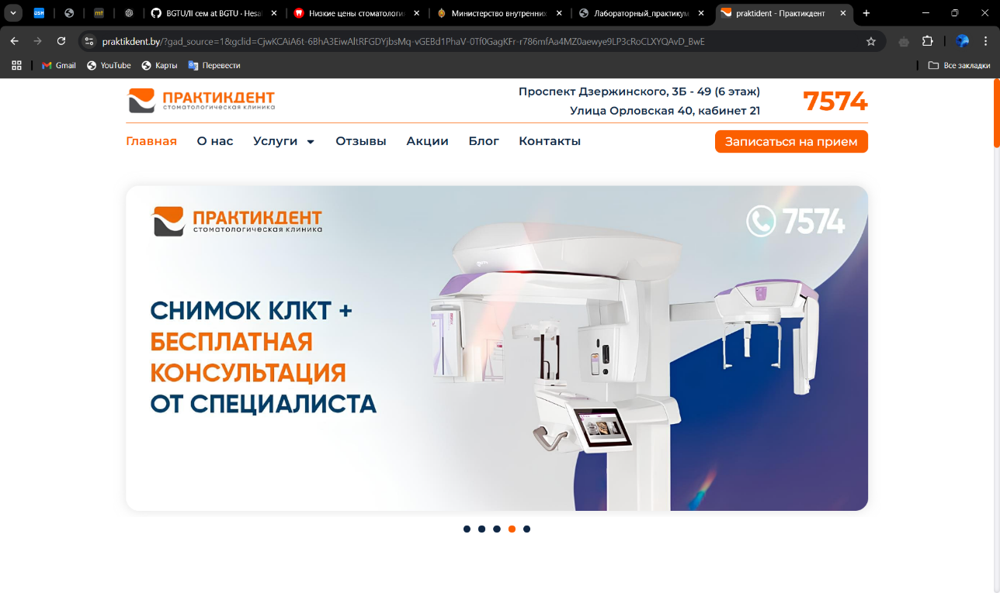 BGTU/II сем at BGTU · Hesa
Низкие цены стоматологи
Министерство внутренних
Лабораторный_практикум
praktident - Практикдент
praktikdent.by/?gad_source=1&gclid=CjwKCAiA6t-6BhA3EiwAltRFGDYjbsMq-vGEBd1PhaV-0Tf0GagKFr-r786mfAa4MZ0aewye9LP3cRoCLXYQAvD_BwE
Gmail YouTube Карты Перевести Все закладки
ПРАКТИКДЕНТ
СТОМАТОЛОГИЧЕСКАЯ КЛИНИКА
Проспект Дзержинского, 3Б - 49 (6 этаж)
Улица Орловская 40, кабинет 21
7574
Главная О нас Услуги Отзывы Акции Блог Контакты Записаться на прием
ПРАКТИКДЕНТ
СТОМАТОЛОГИЧЕСКАЯ КЛИНИКА
7574
СНИМОК КЛКТ +
БЕСПЛАТНАЯ
КОНСУЛЬТАЦИЯ
ОТ СПЕЦИАЛИСТА